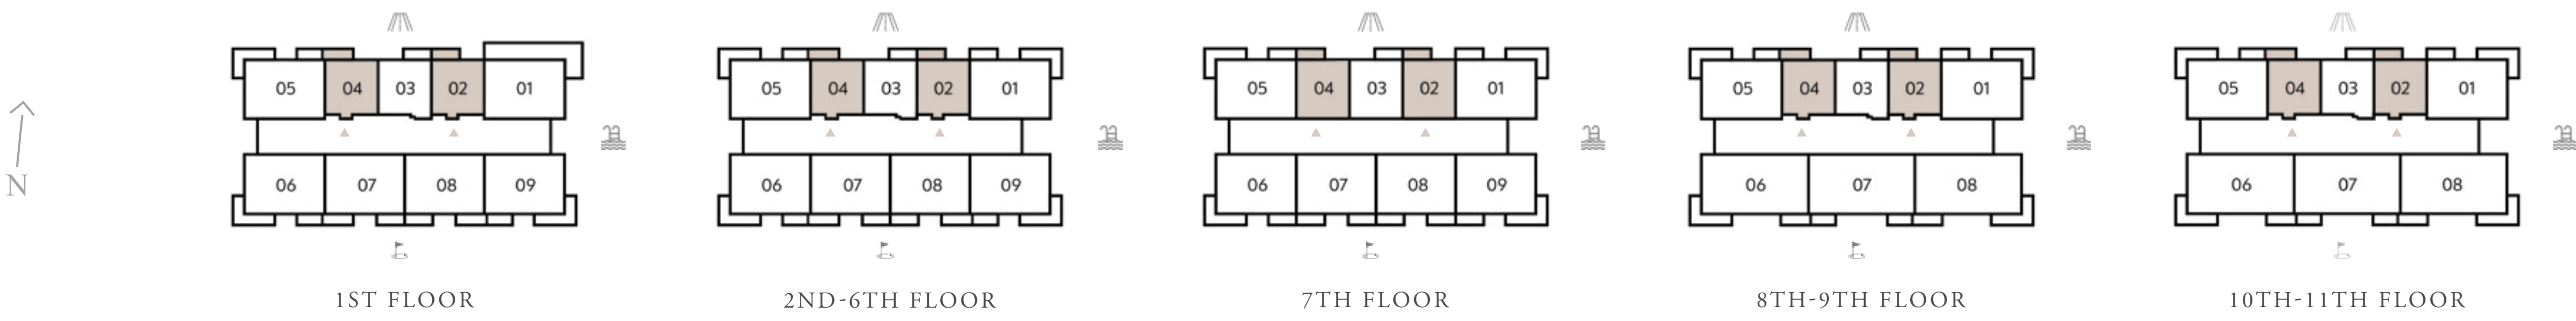 05 04 03 02 01
06 07 08 09
1ST FLOOR
05 04 03 02 01
06 07 08 09
2ND-6TH FLOOR
05 04 03 02 01
06 07 08 09
7TH FLOOR
05 04 03 02 01
06 07 08
8TH-9TH FLOOR
05 04 03 02 01
06 07 08
10TH-11TH FLOOR
N